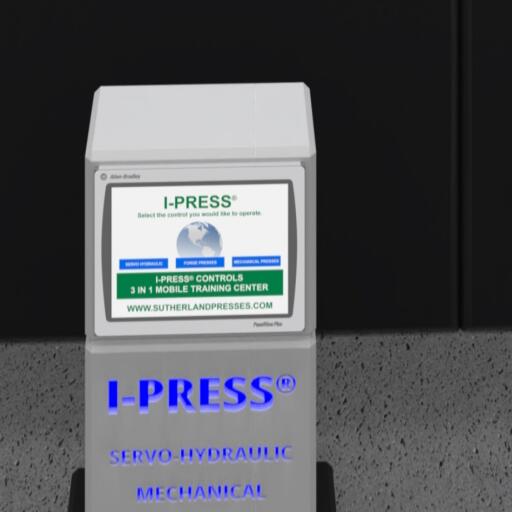 Allen-Bradley
I-PRESS®
Select the control you would like to operate.
SERVO HYDRAULIC FORGE PRESSES MECHANICAL PRESSES
I-PRESS® CONTROLS
3 IN 1 MOBILE TRAINING CENTER
WWW.SUTHERLANDPRESSES.COM
PanelView Plus
I-PRESS®
SERVO-HYDRAULIC
MECHANICAL